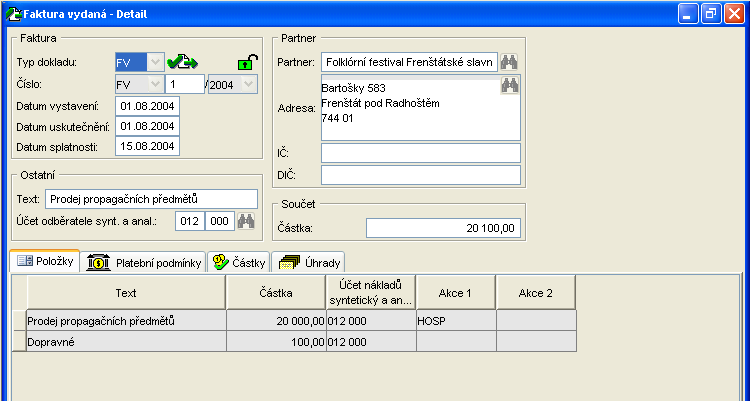 Faktura vydaná - Detail
Faktura
Typ dokladu: FV
Číslo: FV 1 / 2004
Datum vystavení: 01.08.2004
Datum uskutečnění: 01.08.2004
Datum splatnosti: 15.08.2004
Partner
Partner: Folklórní festival Frenštátské slavn
Adresa: Bartošky 583
Frenštát pod Radhoštěm
744 01
IČ:
DIČ:
Ostatní
Text: Prodej propagačních předmětů
Účet odběratele synt. a anal.: 012 000
Součet
Částka: 20 100,00
Položky Platební podmínky Částky Úhrady
Text Částka Účet nákladů syntetický a an... Akce 1 Akce 2
Prodej propagačních předmětů 20 000,00 012 000 HOSP
Dopravné 100,00 012 000